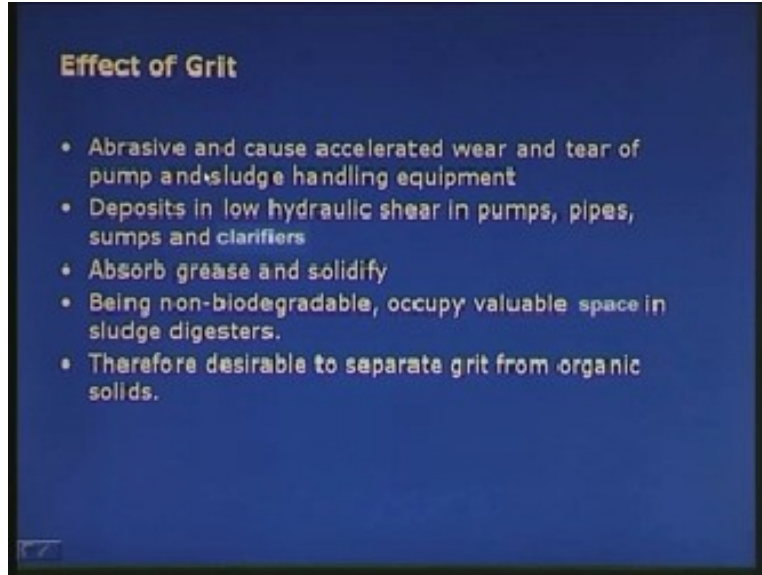 Effect of Grit
• Abrasive and cause accelerated wear and tear of
pump and sludge handling equipment
• Deposits in low hydraulic shear in pumps, pipes,
sumps and clarifiers
• Absorb grease and solidify
• Being non-biodegradable, occupy valuable space in
sludge digesters.
• Therefore desirable to separate grit from organic
solids.